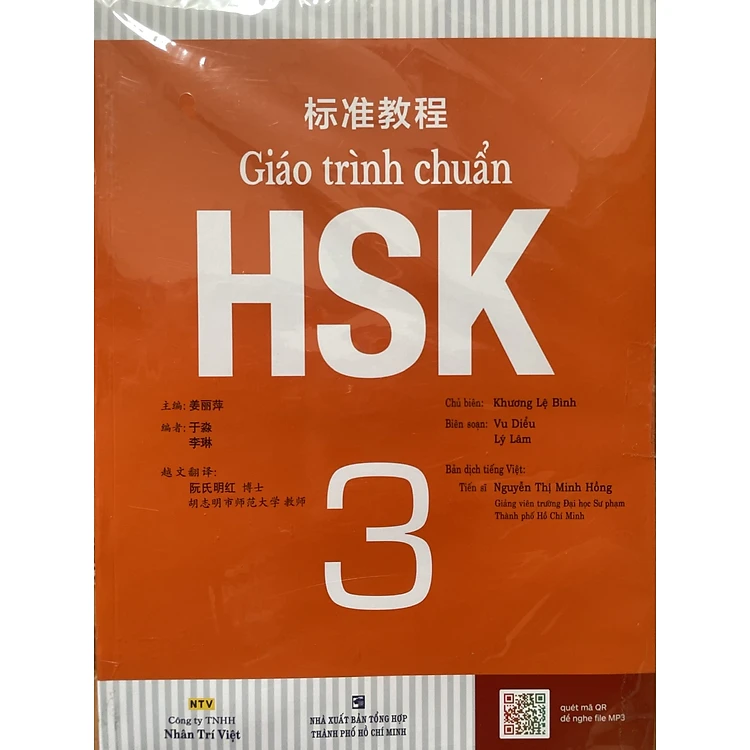 标准教程
Giáo trình chuẩn
HSK
3
主编: 姜丽萍
编者: 于淼
李琳
越文翻译:
阮氏明红 博士
胡志明市师范大学 教师
Chủ biên: Khương Lệ Bình
Biên soạn: Vu Diểu
Lý Lâm
Bản dịch tiếng Việt:
Tiến sĩ Nguyễn Thị Minh Hồng
Giảng viên trường Đại học Sư phạm
Thành phố Hồ Chí Minh
NTV
Công ty TNHH
Nhân Trí Việt
NHÀ XUẤT BẢN TỔNG HỢP
THÀNH PHỐ HỒ CHÍ MINH
quét mã QR
để nghe file MP3